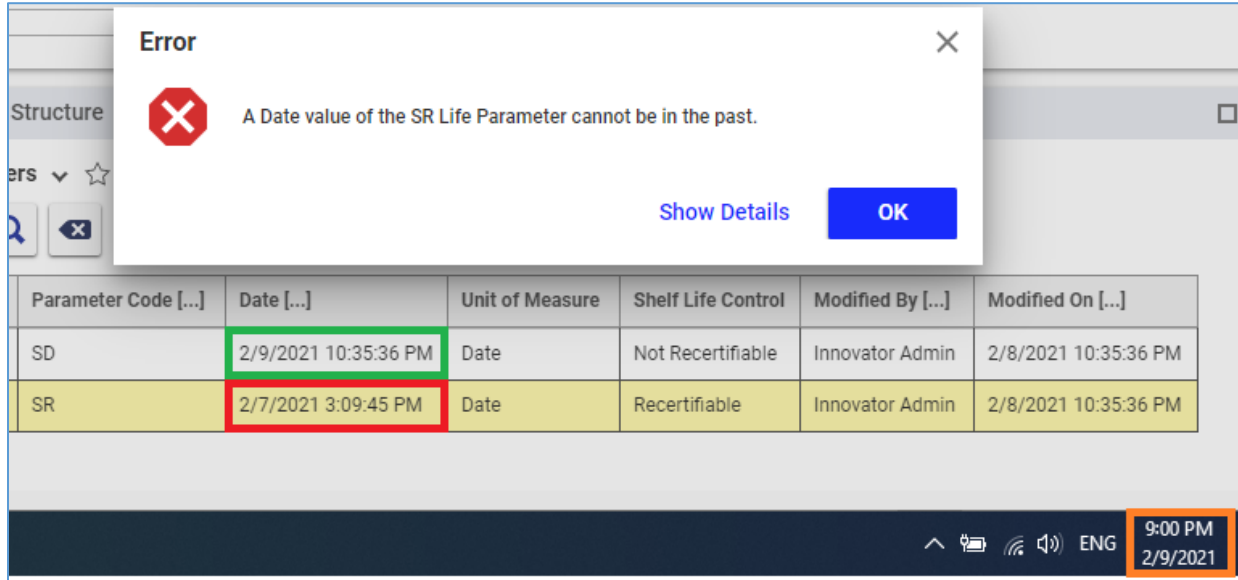 Error
A Date value of the SR Life Parameter cannot be in the past.
Structure
ers
Show Details OK
Parameter Code [...] Date [...] Unit of Measure Shelf Life Control Modified By [...] Modified On [...]
SD 2/9/2021 10:35:36 PM Date Not Recertifiable Innovator Admin 2/8/2021 10:35:36 PM
SR 2/7/2021 3:09:45 PM Date Recertifiable Innovator Admin 2/8/2021 10:35:36 PM
ENG 9:00 PM
2/9/2021